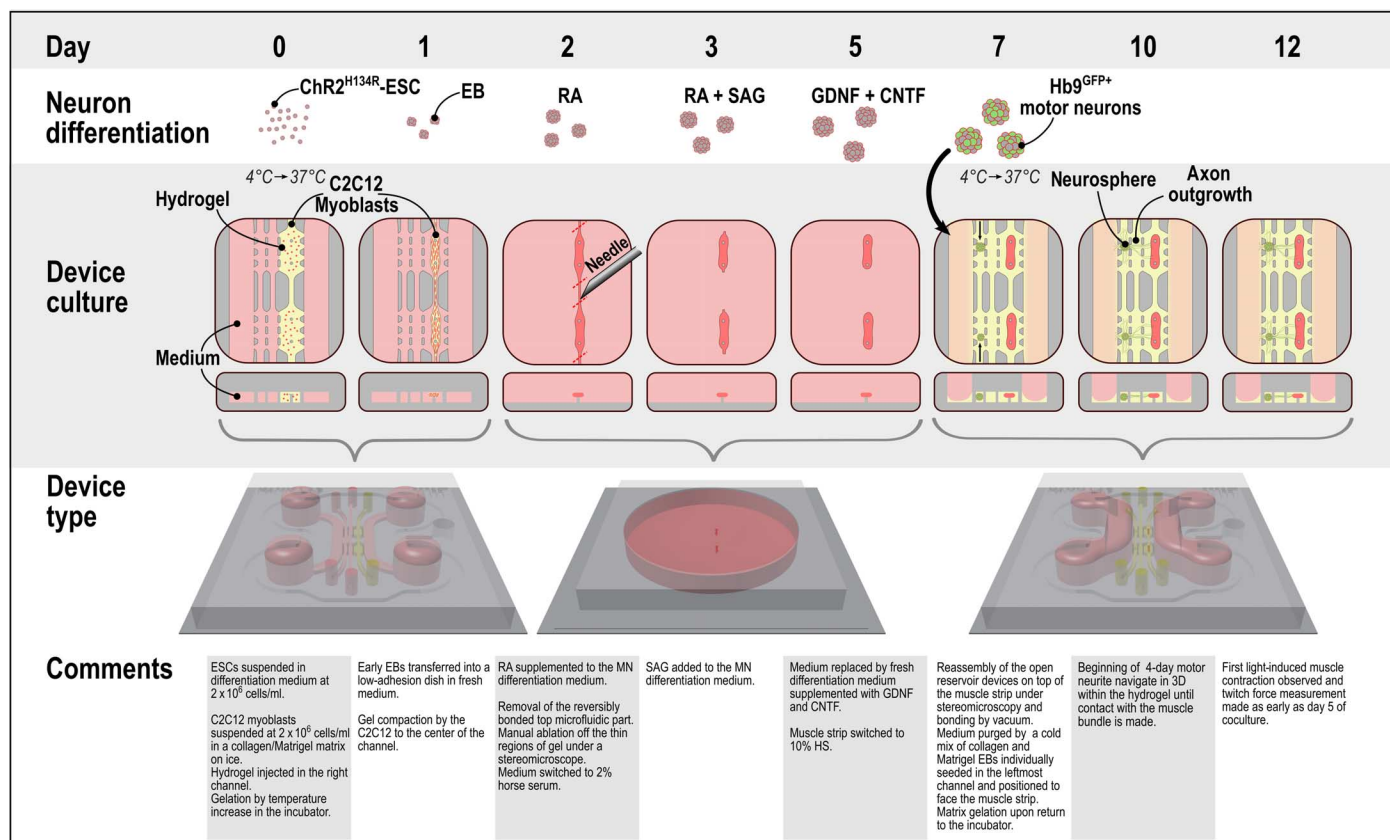 Day 0 1 2 3 5 7 10 12
Neuron
differentiation
ChR2H134R-ESC
EB
RA
RA + SAG
GDNF + CNTF
Hb9GFP+
motor neurons
4°C→37°C
C2C12
Myoblasts
Hydrogel
4°C→37°C
Neurosphere
Axon
outgrowth
Device
culture
Needle
Medium
Device
type
Comments
ESCs suspended in
differentiation medium at
2 x 10⁶ cells/ml.
C2C12 myoblasts
suspended at 2 x 10⁶ cells/ml
in a collagen/Matrigel matrix
on ice.
Hydrogel injected in the right
channel.
Gelation by temperature
increase in the incubator.
Early EBs transferred into a
low-adhesion dish in fresh
medium.
Gel compaction by the
C2C12 to the center of the
channel.
RA supplemented to the MN
differentiation medium.
Removal of the reversibly
bonded top microfluidic part.
Manual ablation off the thin
regions of gel under a
stereomicroscope.
Medium switched to 2%
horse serum.
SAG added to the MN
differentiation medium.
Medium replaced by fresh
differentiation medium
supplemented with GDNF
and CNTF.
Muscle strip switched to
10% HS.
Reassembly of the open
reservoir devices on top of
the muscle strip under
stereomicroscopy and
bonding by vacuum.
Medium purged by a cold
mix of collagen and
Matrigel EBs individually
seeded in the leftmost
channel and positioned to
face the muscle strip.
Matrix gelation upon return
to the incubator.
Beginning of 4-day motor
neurite navigate in 3D
within the hydrogel until
contact with the muscle
bundle is made.
First light-induced muscle
contraction observed and
twitch force measurement
made as early as day 5 of
coculture.